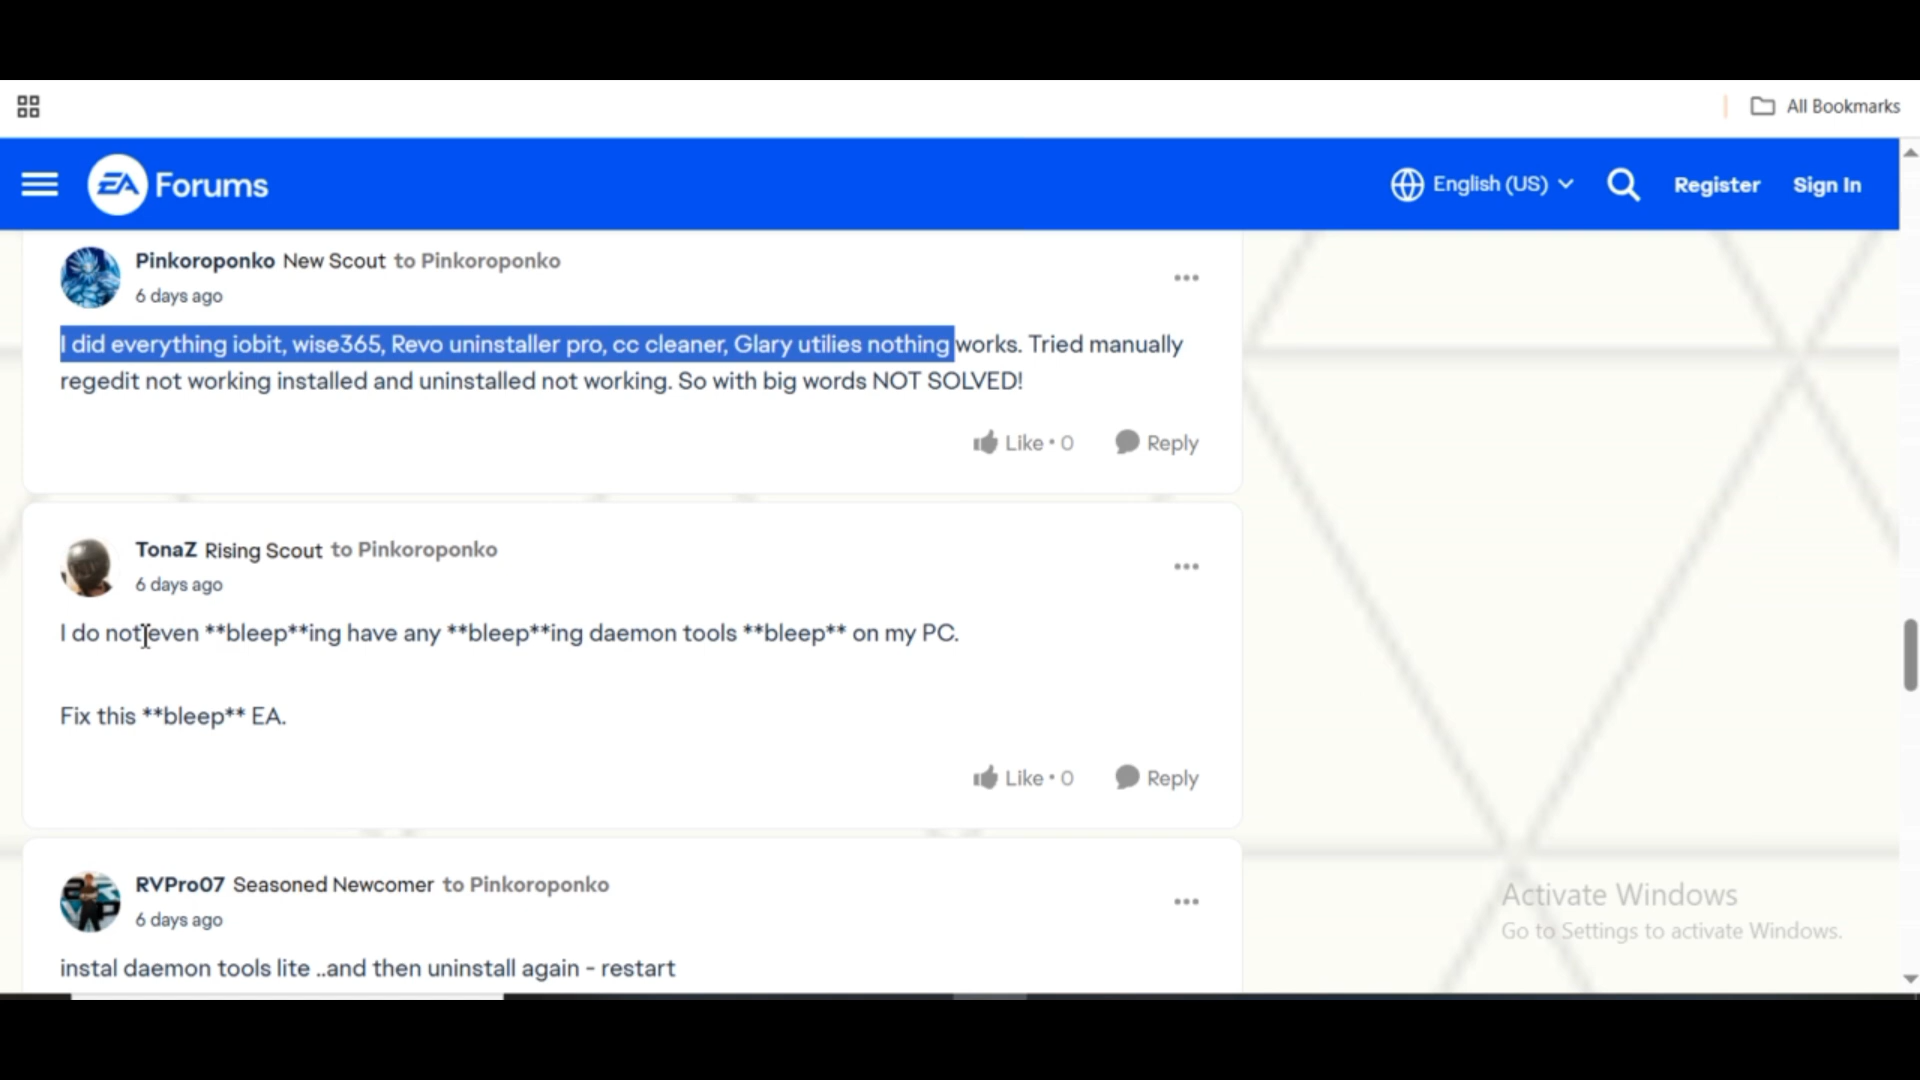 All Bookmarks
EA Forums
English (US)
Register
Sign In
Pinkoroponko New Scout to Pinkoroponko
6 days ago
I did everything iobit, wise365, Revo uninstaller pro, cc cleaner, Glary utilies nothing works. Tried manually
regedit not working installed and uninstalled not working. So with big words NOT SOLVED!
Like • 0
Reply
TonaZ Rising Scout to Pinkoroponko
6 days ago
I do not even **bleep**ing have any **bleep**ing daemon tools **bleep** on my PC.
Fix this **bleep** EA.
Like • 0
Reply
RVPro07 Seasoned Newcomer to Pinkoroponko
6 days ago
instal daemon tools lite ..and then uninstall again - restart
Activate Windows
Go to Settings to activate Windows.